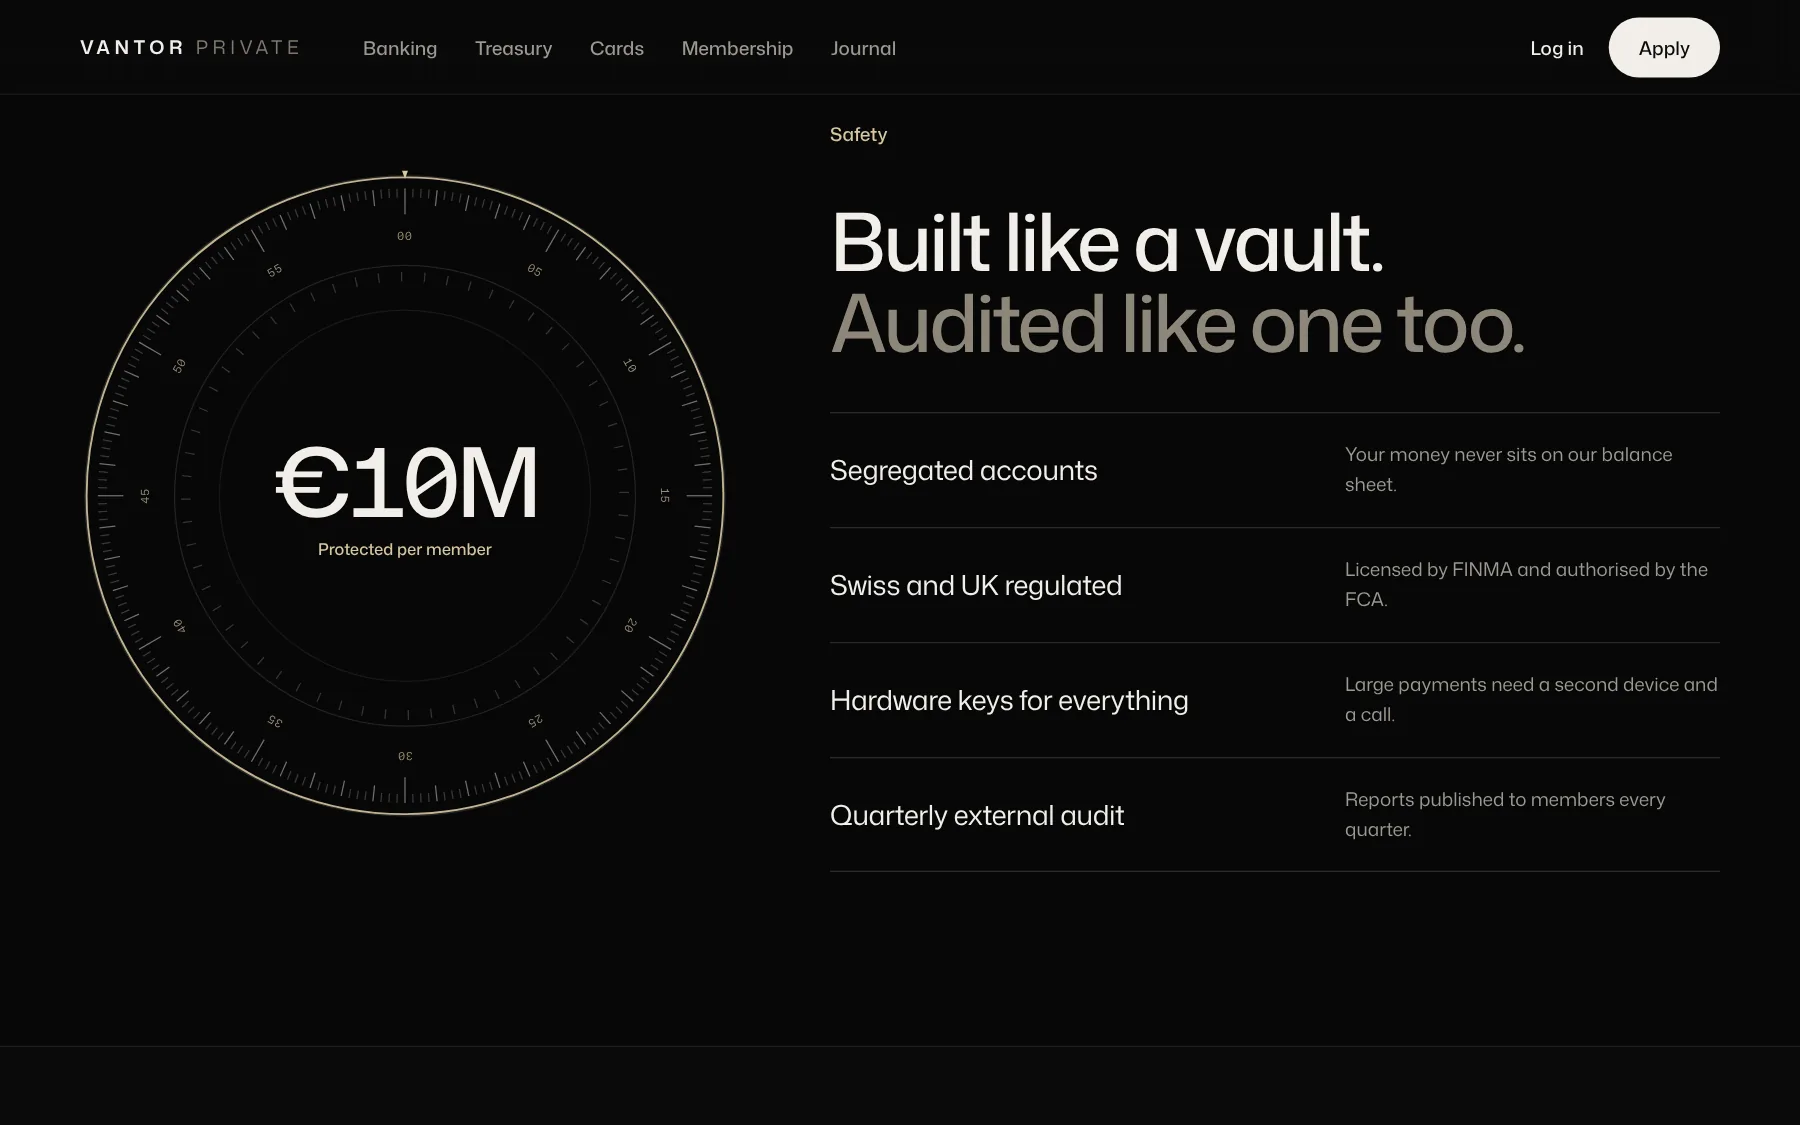 VANTOR PRIVATE
Banking
Treasury
Cards
Membership
Journal
Log in
Apply
00
05
10
15
20
25
30
35
40
45
50
55
€10M
Protected per member
Safety
Built like a vault.
Audited like one too.
Segregated accounts
Your money never sits on our balance
sheet.
Swiss and UK regulated
Licensed by FINMA and authorised by the
FCA.
Hardware keys for everything
Large payments need a second device and
a call.
Quarterly external audit
Reports published to members every
quarter.